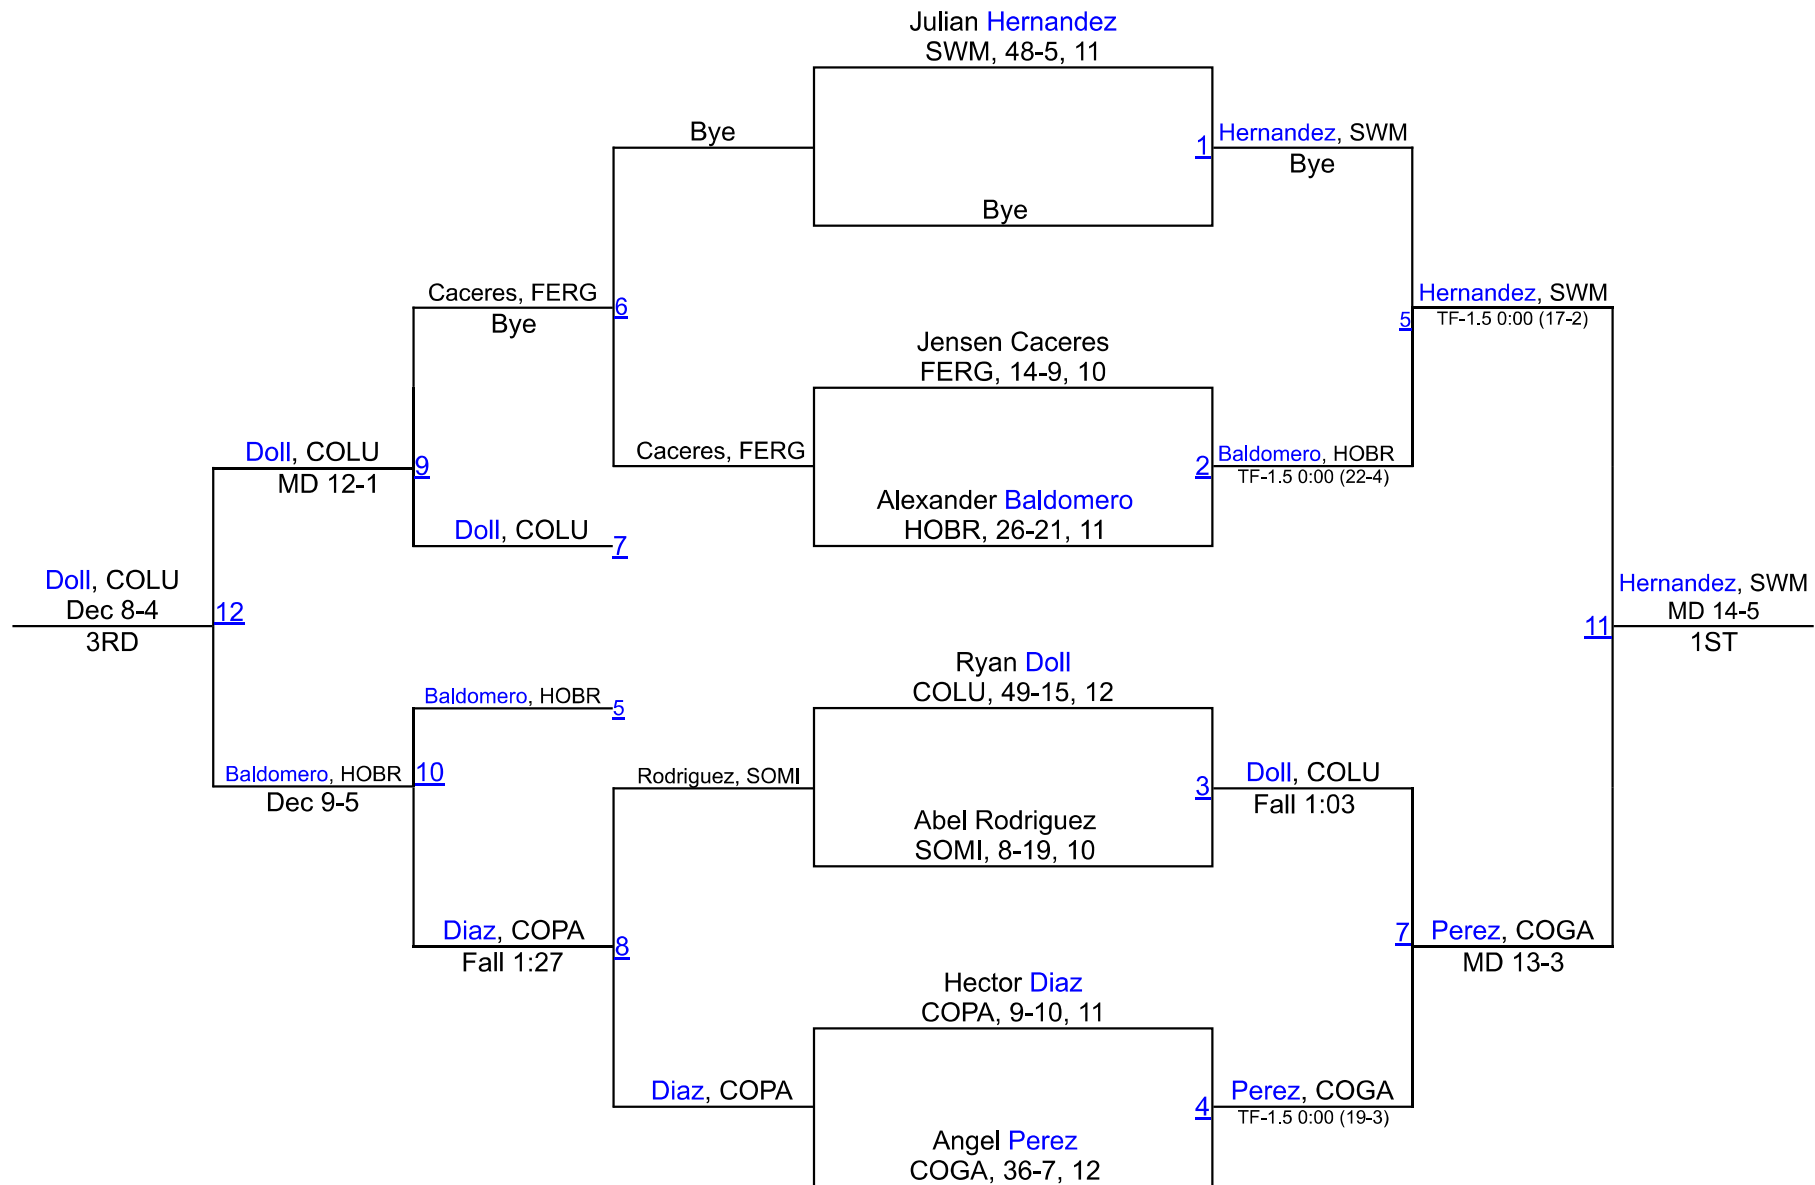 Julian Hernandez
SWM, 48-5, 11
Bye
1
Hernandez, SWM
Bye
Bye
Caceres, FERG
Bye
6
Hernandez, SWM
TF-1.5 0:00 (17-2)
5
Jensen Caceres
FERG, 14-9, 10
Doll, COLU
MD 12-1
9
Caceres, FERG
2
Baldomero, HOBR
TF-1.5 0:00 (22-4)
Alexander Baldomero
HOBR, 26-21, 11
Doll, COLU
7
Doll, COLU
Dec 8-4
3RD
12
Hernandez, SWM
MD 14-5
1ST
11
Ryan Doll
COLU, 49-15, 12
Baldomero, HOBR
5
Baldomero, HOBR
Dec 9-5
10
Rodriguez, SOMI
3
Doll, COLU
Fall 1:03
Abel Rodriguez
SOMI, 8-19, 10
Diaz, COPA
Fall 1:27
8
7
Perez, COGA
MD 13-3
Hector Diaz
COPA, 9-10, 11
Diaz, COPA
4
Perez, COGA
TF-1.5 0:00 (19-3)
Angel Perez
COGA, 36-7, 12